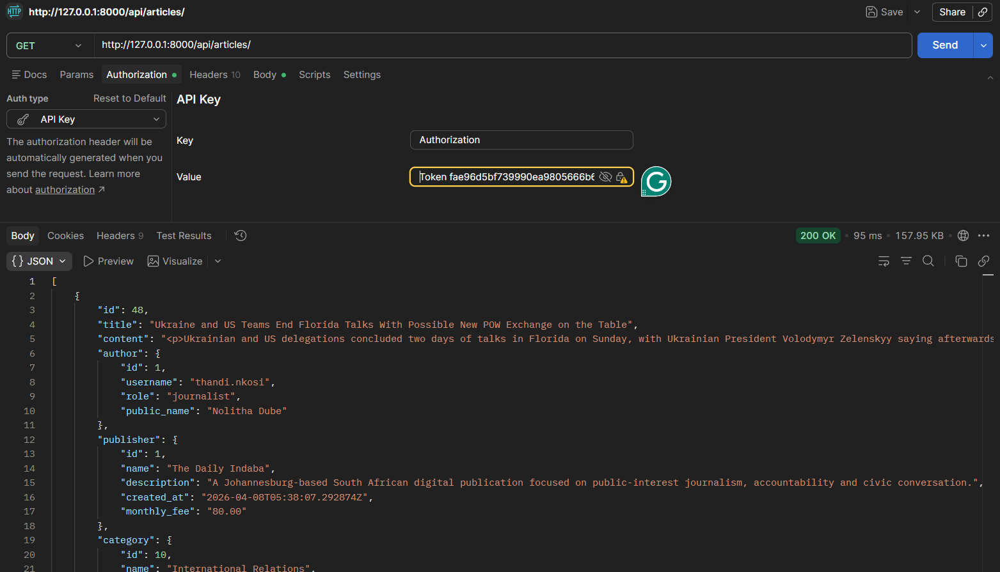 HTTP http://127.0.0.1:8000/api/articles/ Save Share
GET http://127.0.0.1:8000/api/articles/ Send
Docs Params Authorization Headers 10 Body Scripts Settings
Auth type Reset to Default API Key
API Key
The authorization header will be
automatically generated when you
send the request. Learn more
about authorization ↗
Key Authorization
Value Token fae96d5bf739990ea9805666b6
G
Body Cookies Headers 9 Test Results 200 OK • 95 ms • 157.95 KB
{} JSON Preview Visualize
1 [
2 {
3 "id": 48,
4 "title": "Ukraine and US Teams End Florida Talks With Possible New POW Exchange on the Table",
5 "content": "<p>Ukrainian and US delegations concluded two days of talks in Florida on Sunday, with Ukrainian President Volodymyr Zelenskyy saying afterwards
6 "author": {
7 "id": 1,
8 "username": "thandi.nkosi",
9 "role": "journalist",
10 "public_name": "Nolitha Dube"
11 },
12 "publisher": {
13 "id": 1,
14 "name": "The Daily Indaba",
15 "description": "A Johannesburg-based South African digital publication focused on public-interest journalism, accountability and civic conversation.",
16 "created_at": "2026-04-08T05:38:07.292874Z",
17 "monthly_fee": "80.00"
18 },
19 "category": {
20 "id": 10,
21 "name": "International Relations",